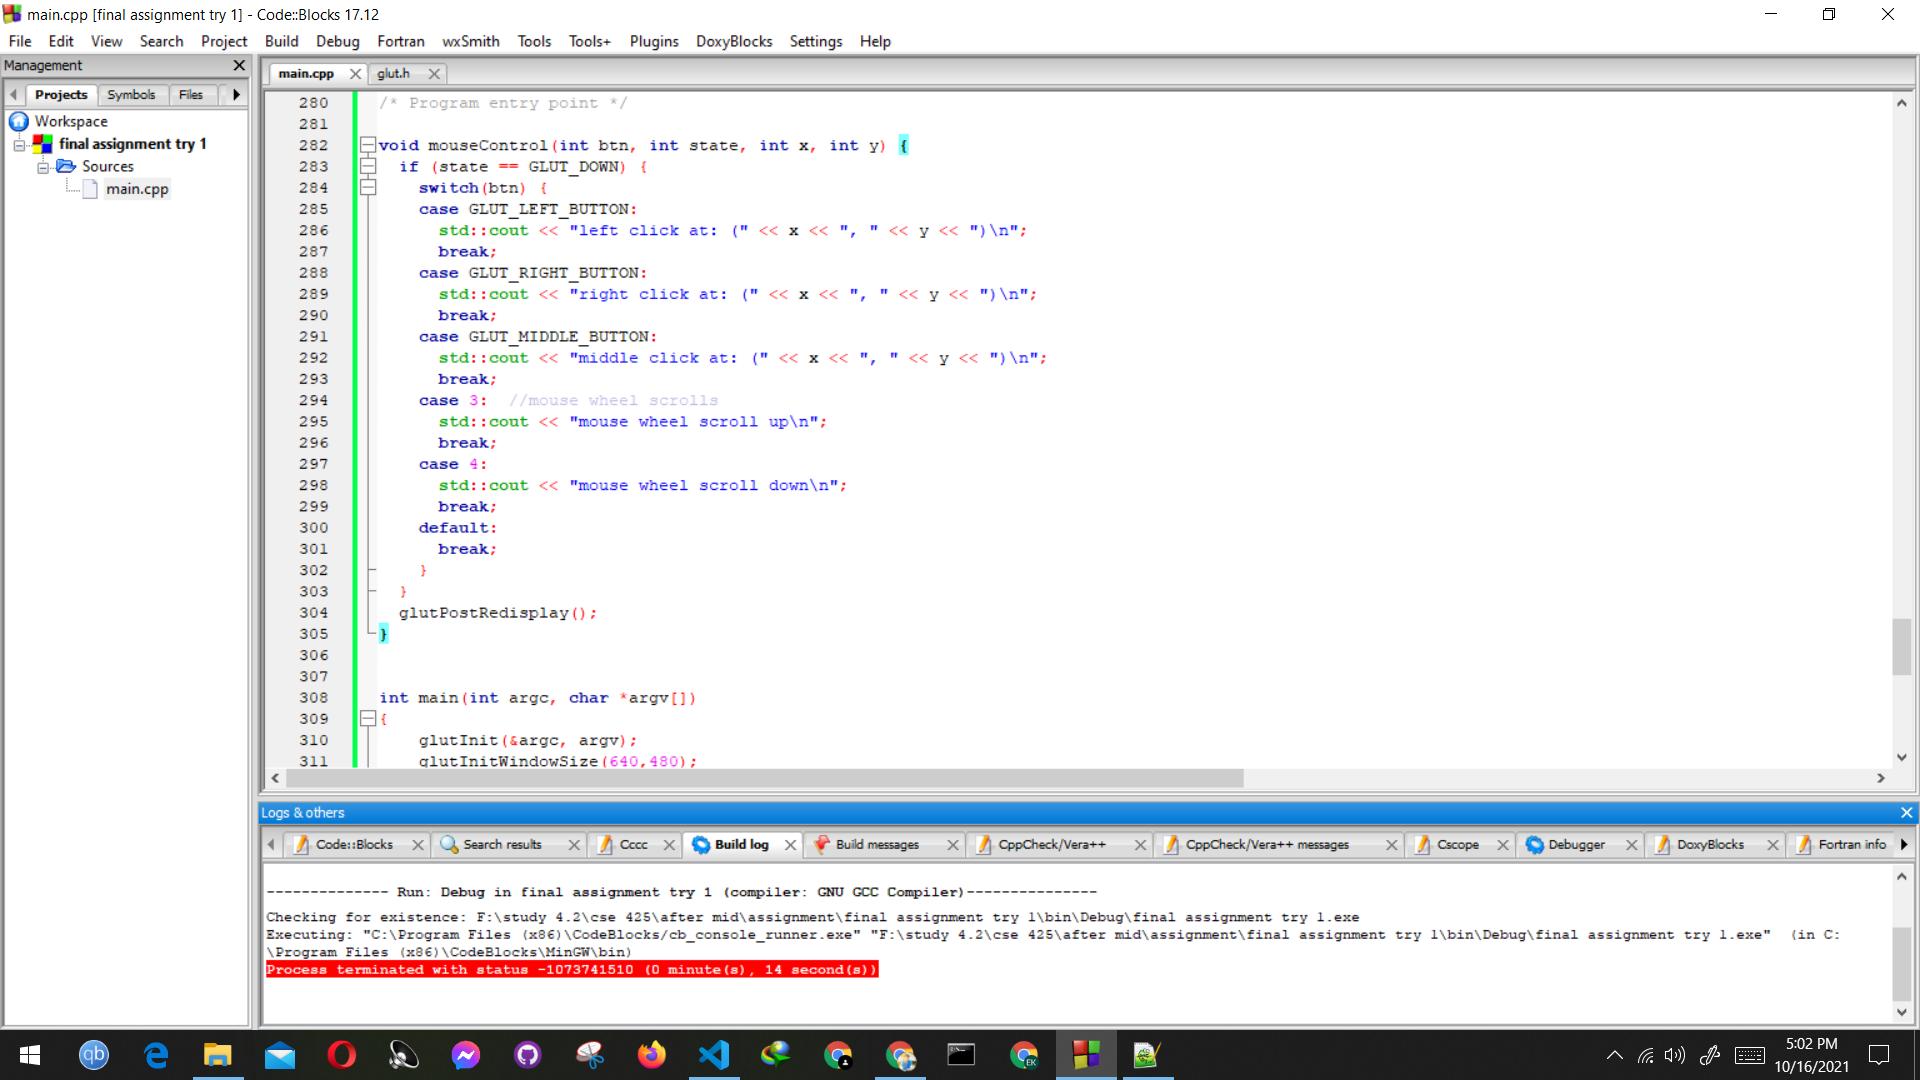 main.cpp [final assignment try 1] - Code::Blocks 17.12
File Edit View Search Project Build Debug Fortran wxSmith Tools Tools+ Plugins DoxyBlocks Settings Help
Management
Projects Symbols Files
Workspace
final assignment try 1
Sources
main.cpp
main.cpp glut.h
280 /* Program entry point */
281
282 void mouseControl(int btn, int state, int x, int y) {
283 if (state == GLUT_DOWN) {
284 switch(btn) {
285 case GLUT_LEFT_BUTTON:
286 std::cout << "left click at: (" << x << ", " << y << ")\n";
287 break;
288 case GLUT_RIGHT_BUTTON:
289 std::cout << "right click at: (" << x << ", " << y << ")\n";
290 break;
291 case GLUT_MIDDLE_BUTTON:
292 std::cout << "middle click at: (" << x << ", " << y << ")\n";
293 break;
294 case 3: //mouse wheel scrolls
295 std::cout << "mouse wheel scroll up\n";
296 break;
297 case 4:
298 std::cout << "mouse wheel scroll down\n";
299 break;
300 default:
301 break;
302 }
303 }
304 glutPostRedisplay();
305 }
306
307
308 int main(int argc, char *argv[])
309 {
310 glutInit(&argc, argv);
311 glutInitWindowSize(640,480);
Logs & others
Code::Blocks Search results Cccc Build log Build messages CppCheck/Vera++ CppCheck/Vera++ messages Cscope Debugger DoxyBlocks Fortran info
-------------- Run: Debug in final assignment try 1 (compiler: GNU GCC Compiler)---------------
Checking for existence: F:\study 4.2\cse 425\after mid\assignment\final assignment try 1\bin\Debug\final assignment try 1.exe
Executing: "C:\Program Files (x86)\CodeBlocks/cb_console_runner.exe" "F:\study 4.2\cse 425\after mid\assignment\final assignment try 1\bin\Debug\final assignment try 1.exe" (in C:
\Program Files (x86)\CodeBlocks\MinGW\bin)
Process terminated with status -1073741510 (0 minute(s), 14 second(s))
qb
EK
5:02 PM
10/16/2021